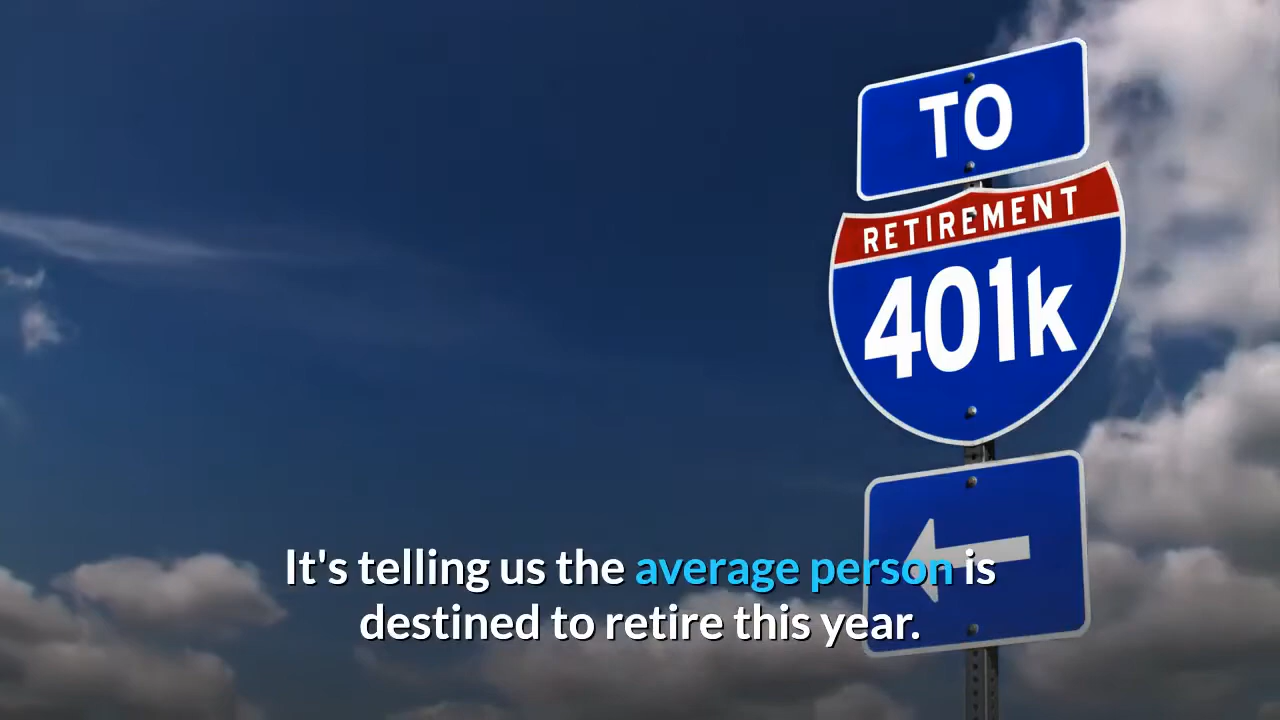 TO
RETIREMENT
401k
It's telling us the average person is
destined to retire this year.